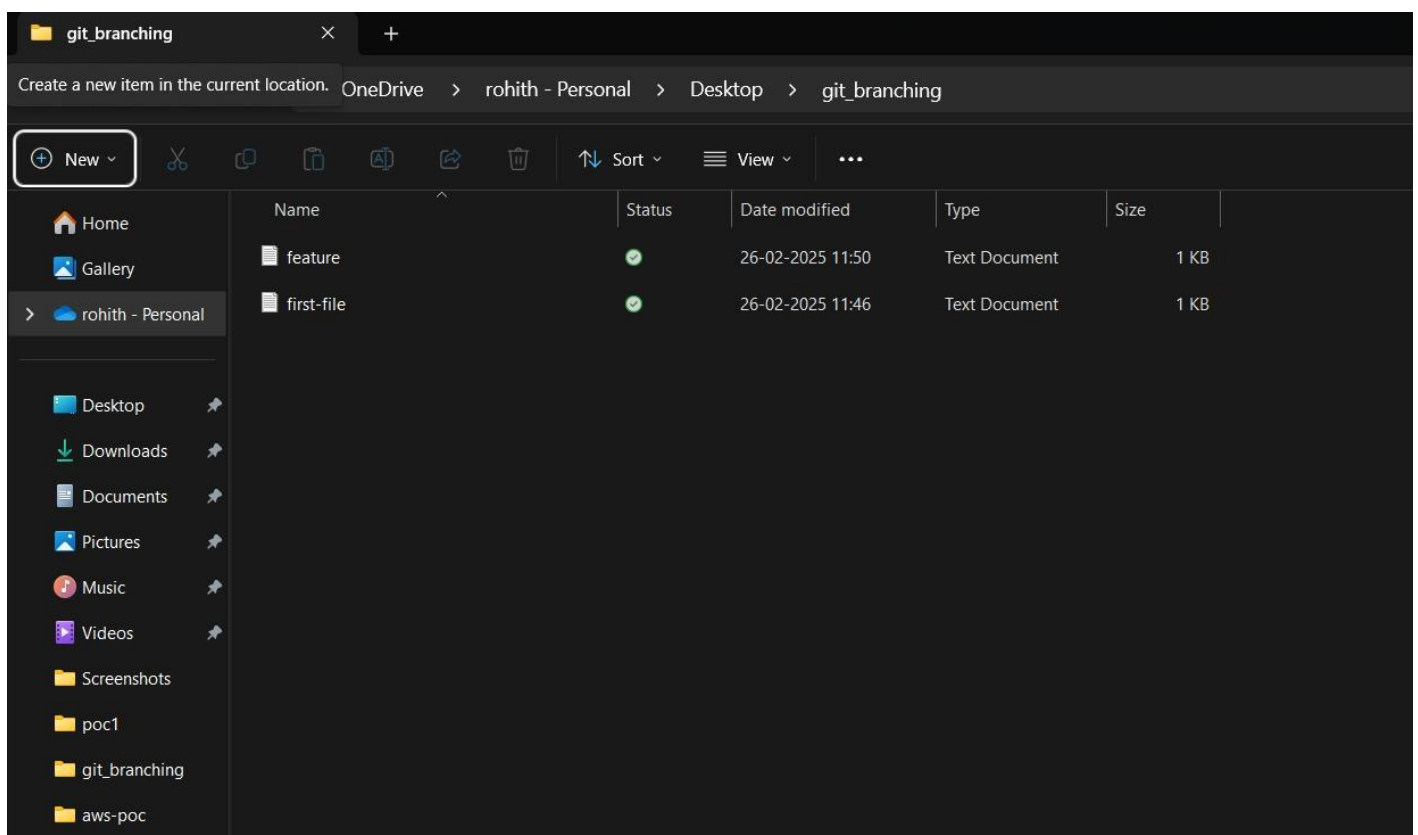 git_branching
Create a new item in the current location.
OneDrive > rohith - Personal > Desktop > git_branching
New
Sort
View
Name Status Date modified Type Size
feature 26-02-2025 11:50 Text Document 1 KB
first-file 26-02-2025 11:46 Text Document 1 KB
Home
Gallery
rohith - Personal
Desktop
Downloads
Documents
Pictures
Music
Videos
Screenshots
poc1
git_branching
aws-poc